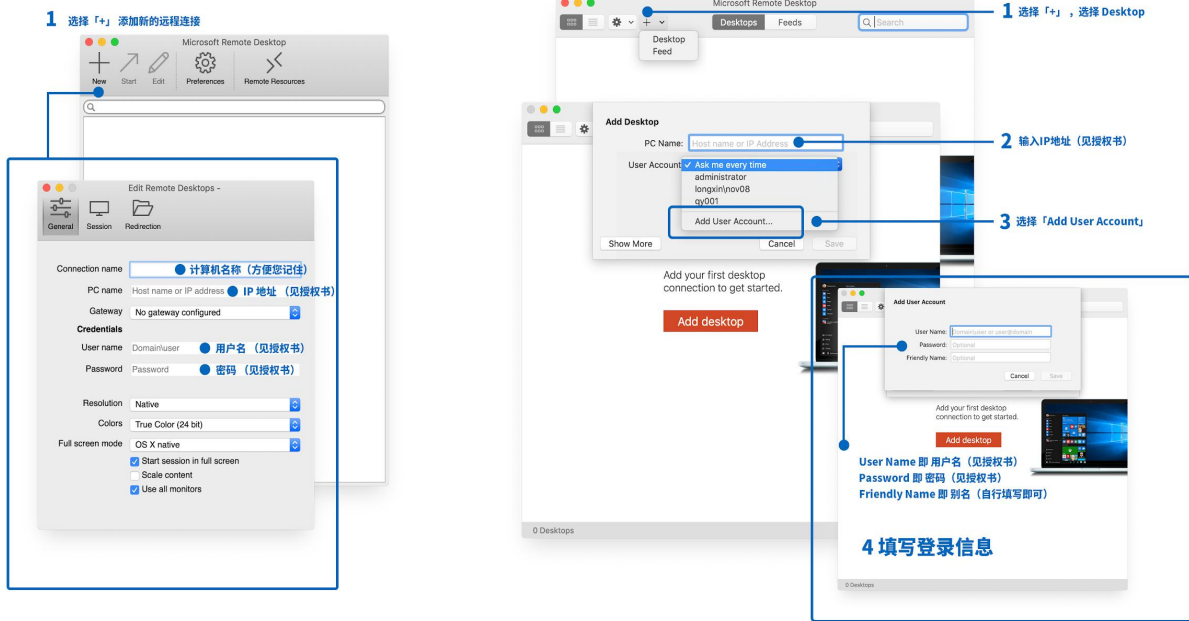 1 选择「+」 添加新的远程连接
Microsoft Remote Desktop
New Start Edit Preferences Remote Resources
Edit Remote Desktops -
General Session Redirection
Connection name 计算机名称（方便您记住）
PC name Host name or IP address IP 地址 （见授权书）
Gateway No gateway configured
Credentials
User name Domain\user 用户名 （见授权书）
Password Password 密码 （见授权书）
Resolution Native
Colors True Color (24 bit)
Full screen mode OS X native
Start session in full screen
Scale content
Use all monitors
Microsoft Remote Desktop
Desktops Feeds
Search
Desktop
Feed
1 选择「+」 ，选择 Desktop
Add Desktop
PC Name: Host name or IP Address
2 输入IP地址（见授权书）
User Account Ask me every time
administrator
longxin\nov08
qy001
Add User Account...
3 选择「Add User Account」
Show More Cancel Save
Add your first desktop
connection to get started.
Add desktop
0 Desktops
Add User Account
User Name: Domain\user or user@domain
Password: Optional
Friendly Name: Optional
Cancel Save
Add your first desktop
connection to get started.
Add desktop
User Name 即 用户名（见授权书）
Password 即 密码（见授权书）
Friendly Name 即 别名（自行填写即可）
4 填写登录信息
0 Desktops